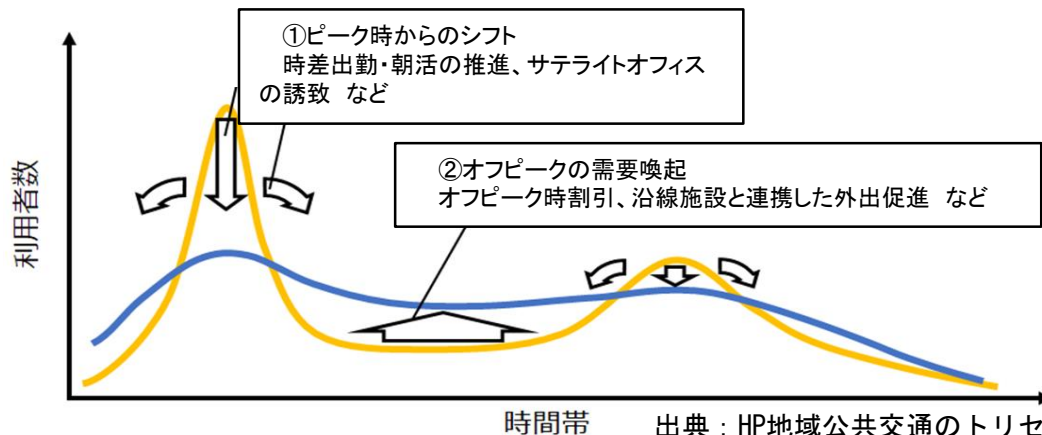 ①ピーク時からのシフト
時差出勤・朝活の推進、サテライトオフィス
の誘致　など
②オフピークの需要喚起
オフピーク時割引、沿線施設と連携した外出促進　など
利用者数
時間帯
出典：HP地域公共交通のトリセ